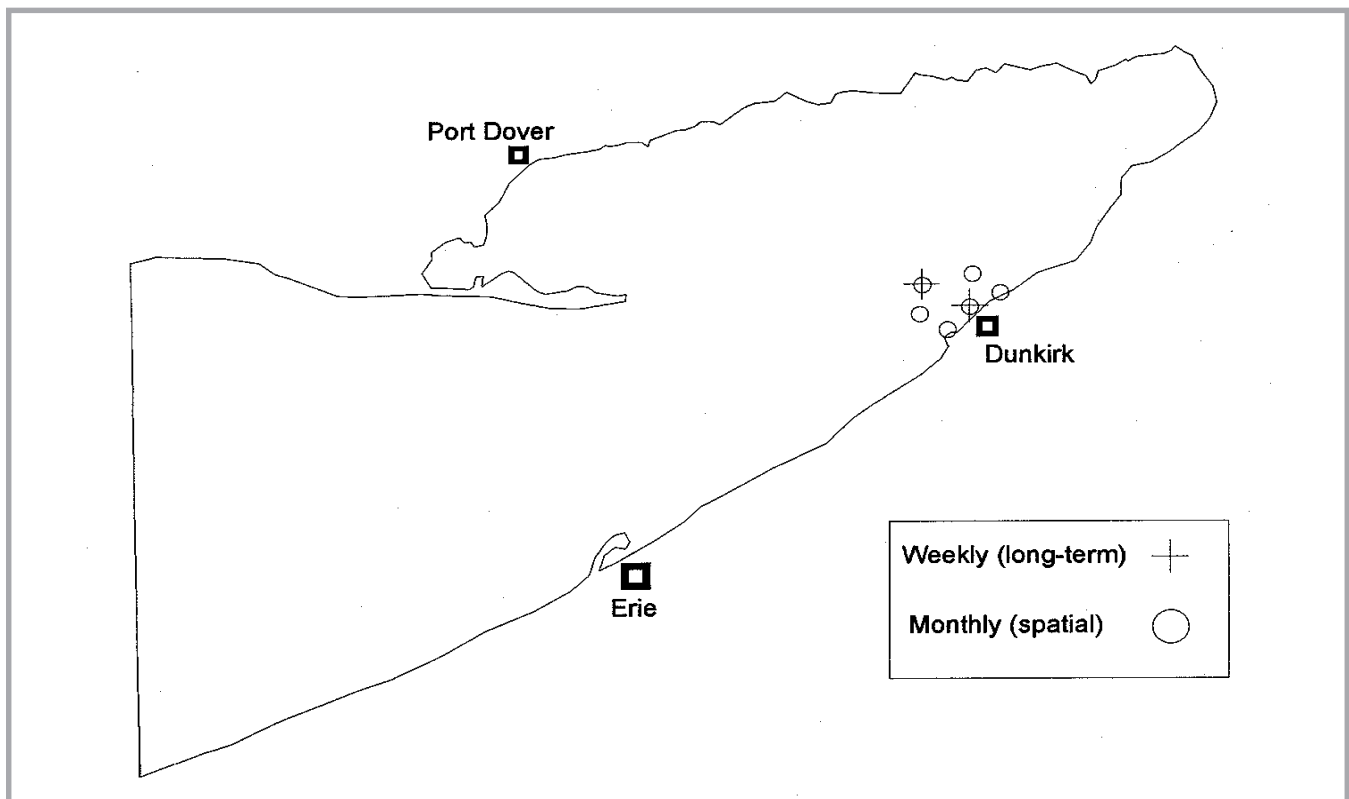 Port Dover
Dunkirk
Erie
Weekly (long-term)
Monthly (spatial)